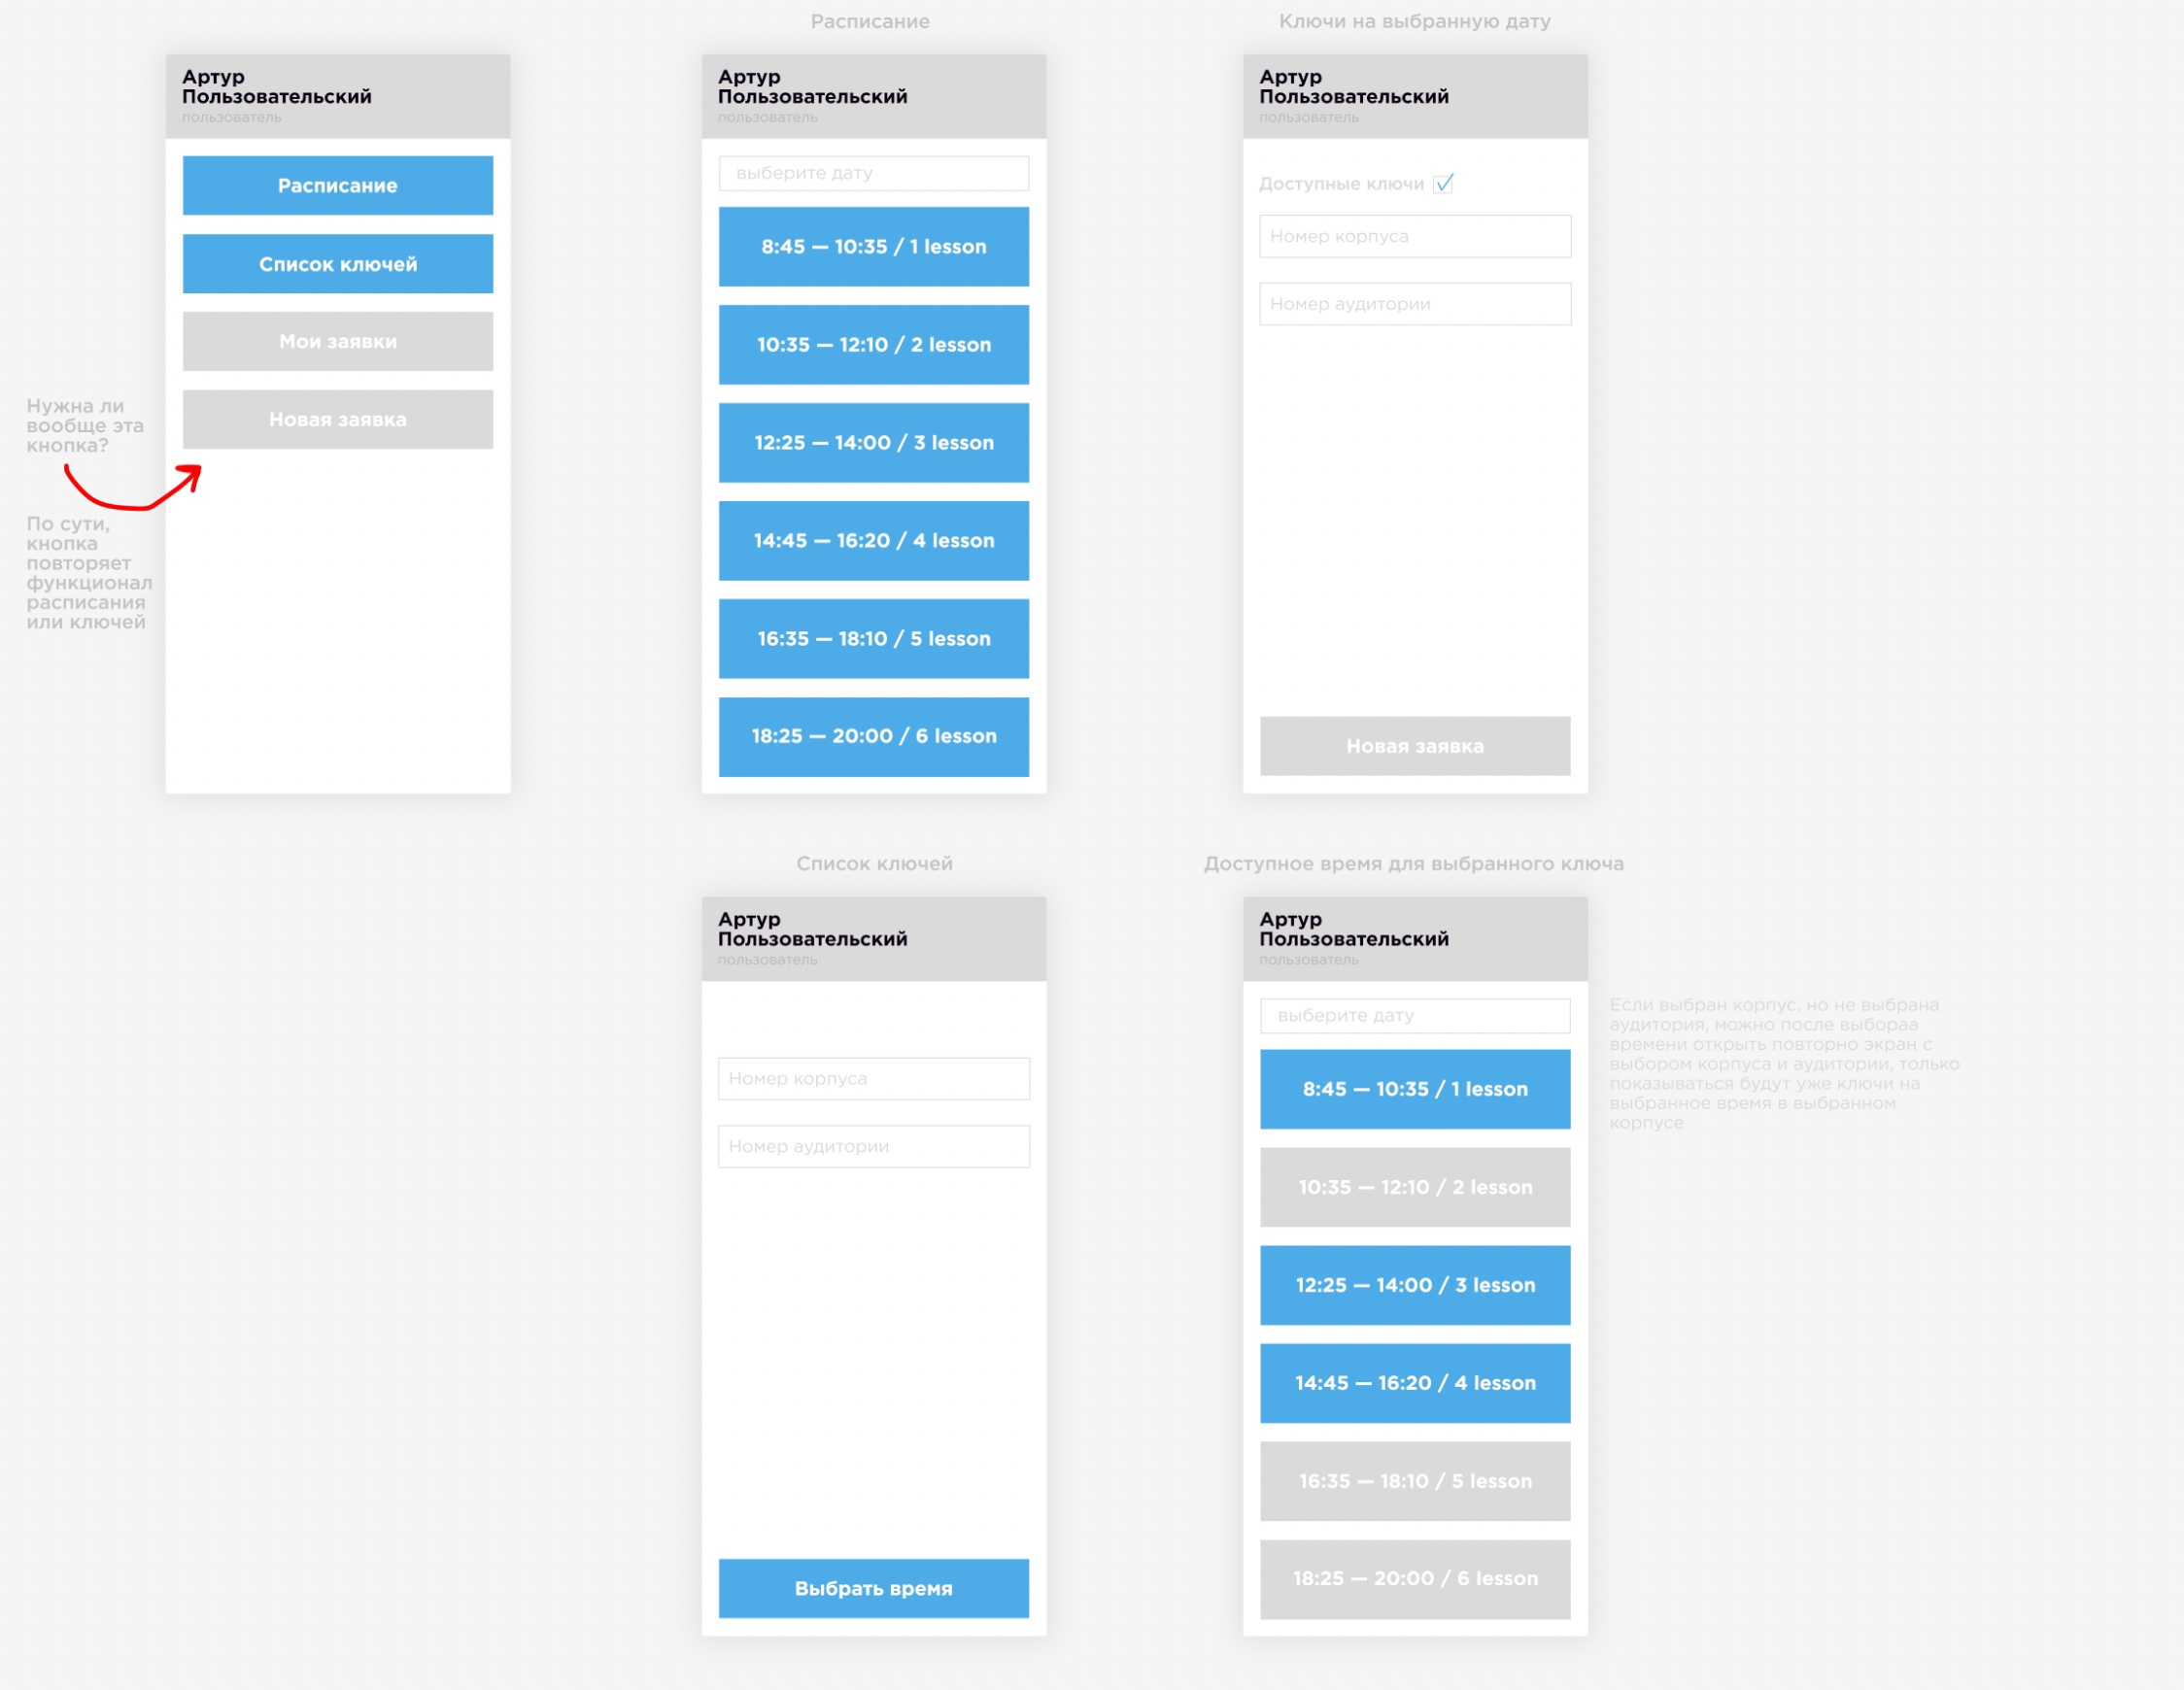 Артур
Пользовательский
пользователь
Расписание
Список ключей
Мои заявки
Новая заявка
Нужна ли
вообще эта
кнопка?
По сути,
кнопка
повторяет
функционал
расписания
или ключей
Расписание
Артур
Пользовательский
пользователь
выберите дату
8:45 — 10:35 / 1 lesson
10:35 — 12:10 / 2 lesson
12:25 — 14:00 / 3 lesson
14:45 — 16:20 / 4 lesson
16:35 — 18:10 / 5 lesson
18:25 — 20:00 / 6 lesson
Ключи на выбранную дату
Артур
Пользовательский
пользователь
Доступные ключи
Номер корпуса
Номер аудитории
Новая заявка
Список ключей
Артур
Пользовательский
пользователь
Номер корпуса
Номер аудитории
Выбрать время
Доступное время для выбранного ключа
Артур
Пользовательский
пользователь
выберите дату
8:45 — 10:35 / 1 lesson
10:35 — 12:10 / 2 lesson
12:25 — 14:00 / 3 lesson
14:45 — 16:20 / 4 lesson
16:35 — 18:10 / 5 lesson
18:25 — 20:00 / 6 lesson
Если выбран корпус, но не выбрана
аудитория, можно после выбораа
времени открыть повторно экран с
выбором корпуса и аудитории, только
показываться будут уже ключи на
выбранное время в выбранном
корпусе